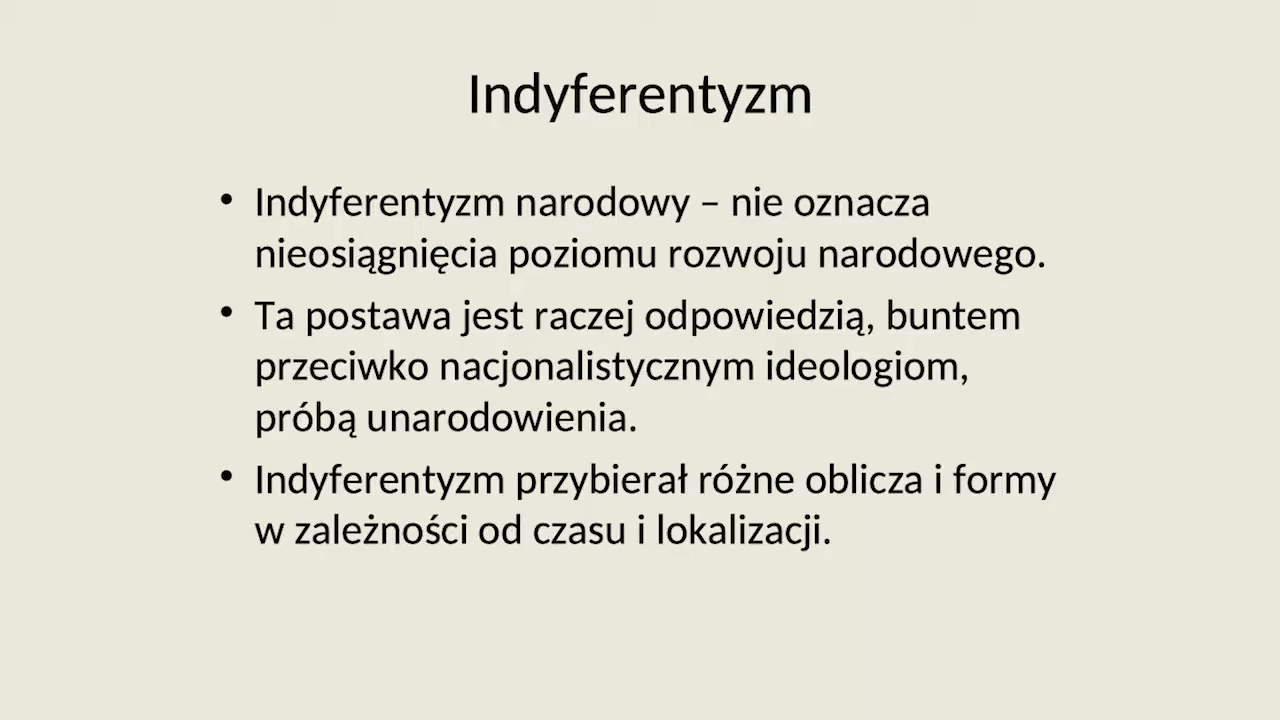 Indyferentyzm
• Indyferentyzm narodowy – nie oznacza
nieosiągnięcia poziomu rozwoju narodowego.
• Ta postawa jest raczej odpowiedzią, buntem
przeciwko nacjonalistycznym ideologiom,
próbą unarodowienia.
• Indyferentyzm przybierał różne oblicza i formy
w zależności od czasu i lokalizacji.